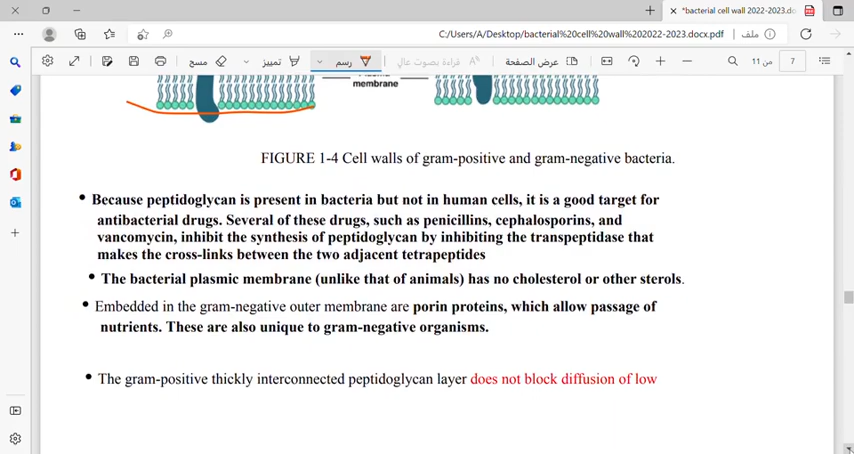 *bacterial cell wall 2022-2023.doc
C:/Users/A/Desktop/bacterial%20cell%20wall%202022-2023.docx.pdf
ملف
مسح
تمييز
رسم
قراءة بصوت عالي
عرض الصفحة
من 11
7
membrane
FIGURE 1-4 Cell walls of gram-positive and gram-negative bacteria.
• Because peptidoglycan is present in bacteria but not in human cells, it is a good target for
antibacterial drugs. Several of these drugs, such as penicillins, cephalosporins, and
vancomycin, inhibit the synthesis of peptidoglycan by inhibiting the transpeptidase that
makes the cross-links between the two adjacent tetrapeptides
• The bacterial plasmic membrane (unlike that of animals) has no cholesterol or other sterols.
• Embedded in the gram-negative outer membrane are porin proteins, which allow passage of
nutrients. These are also unique to gram-negative organisms.
• The gram-positive thickly interconnected peptidoglycan layer does not block diffusion of low